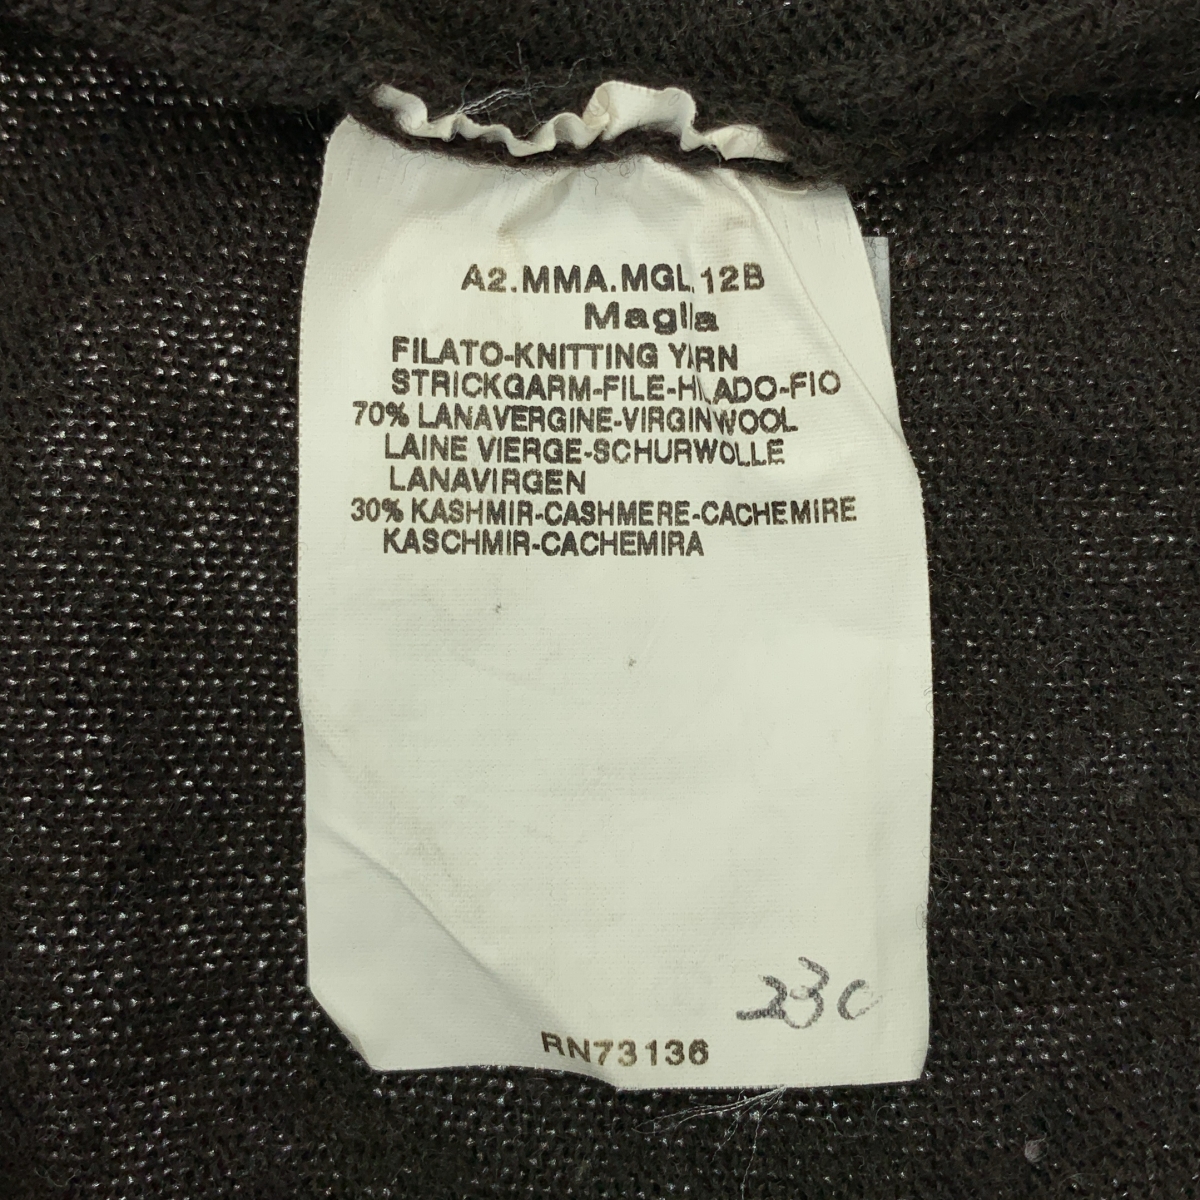 A2.MMA.MGL.12B
Maglia
FILATO-KNITTING YARN
STRICKGARM-FILE-HILADO-FIO
70% LANAVERGINE-VIRGINWOOL
LAINE VIERGE-SCHURWOLLE
LANAVIRGEN
30% KASHMIR-CASHMERE-CACHEMIRE
KASCHMIR-CACHEMIRA
230
RN73136